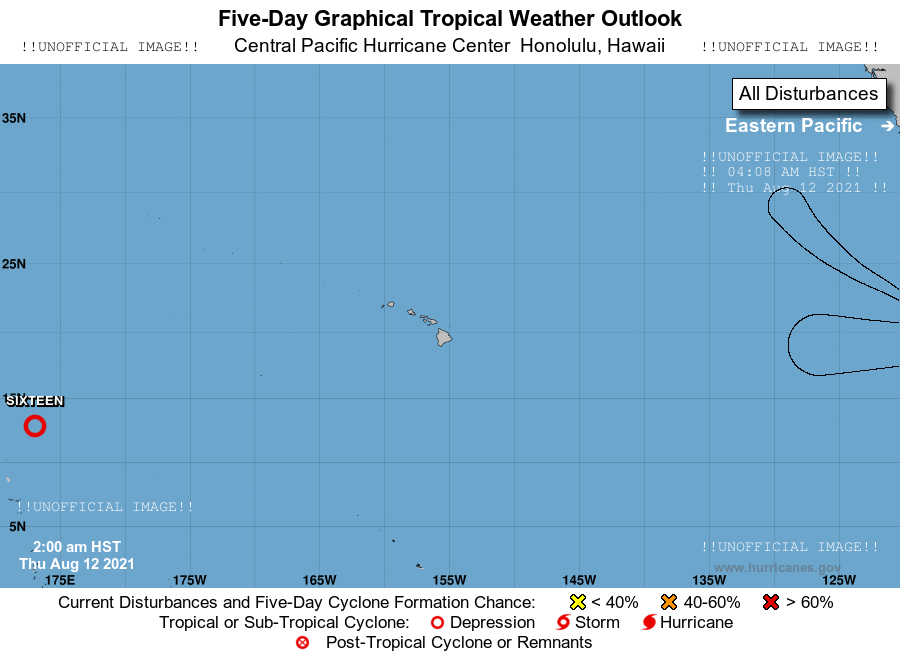 Five-Day Graphical Tropical Weather Outlook
!!UNOFFICIAL IMAGE!! Central Pacific Hurricane Center Honolulu, Hawaii !!UNOFFICIAL IMAGE!!
All Disturbances
35N
Eastern Pacific
!!UNOFFICIAL IMAGE!!
!! 04:08 AM HST !!
!! Thu Aug 12 2021 !!
25N
15N
SIXTEEN
!!UNOFFICIAL IMAGE!!
5N
2:00 am HST
!!UNOFFICIAL IMAGE!!
Thu Aug 12 2021
www.hurricanes.gov
175E 175W 165W 155W 145W 135W 125W
Current Disturbances and Five-Day Cyclone Formation Chance: < 40% 40-60% > 60%
Tropical or Sub-Tropical Cyclone: Depression Storm Hurricane
Post-Tropical Cyclone or Remnants